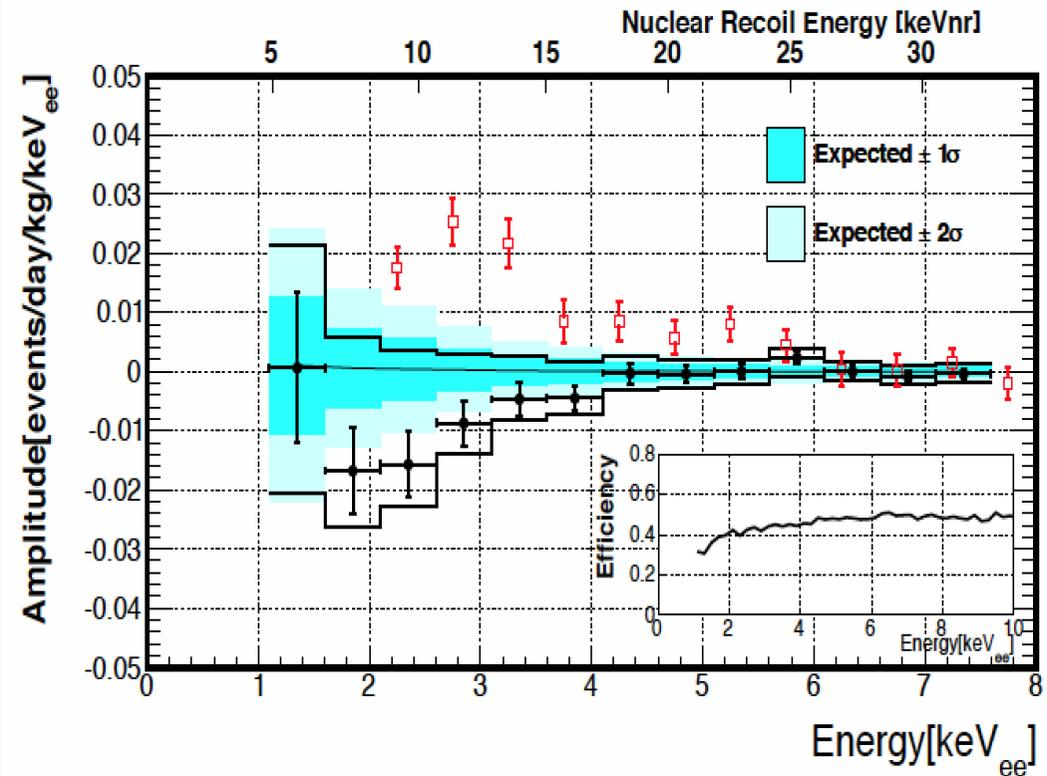 Nuclear Recoil Energy [keVnr]
5 10 15 20 25 30
Amplitude[events/day/kg/keVee]
0.05
0.04
0.03
0.02
0.01
0
-0.01
-0.02
-0.03
-0.04
-0.05
Expected ± 1σ
Expected ± 2σ
Efficiency
0.8
0.6
0.4
0.2
0
0 2 4 6 8 10
Energy[keVee]
0 1 2 3 4 5 6 7 8
Energy[keVee]